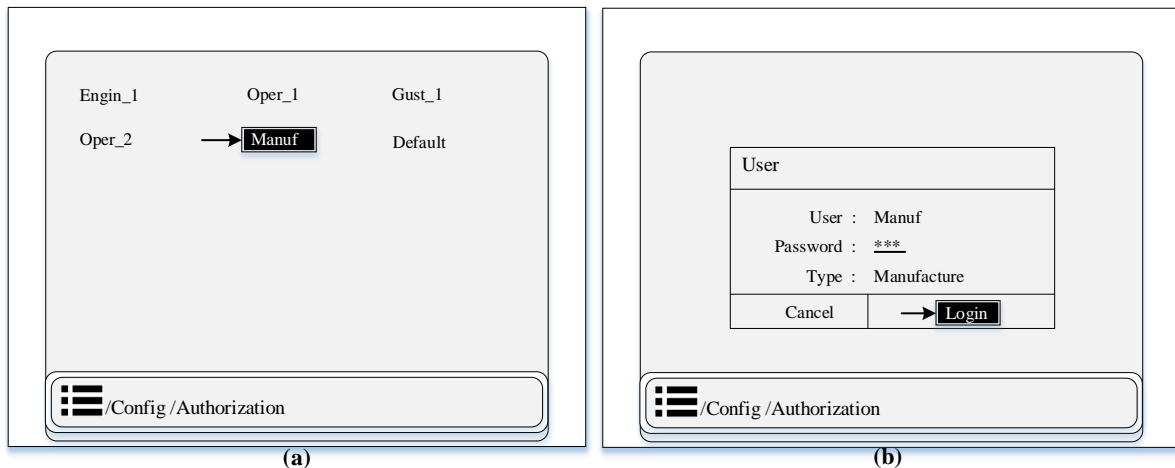 Engin_1 Oper_1 Gust_1
Oper_2 Manuf Default
/Config /Authorization
(a)
User
User : Manuf
Password : ***
Type : Manufacture
Cancel Login
/Config /Authorization
(b)